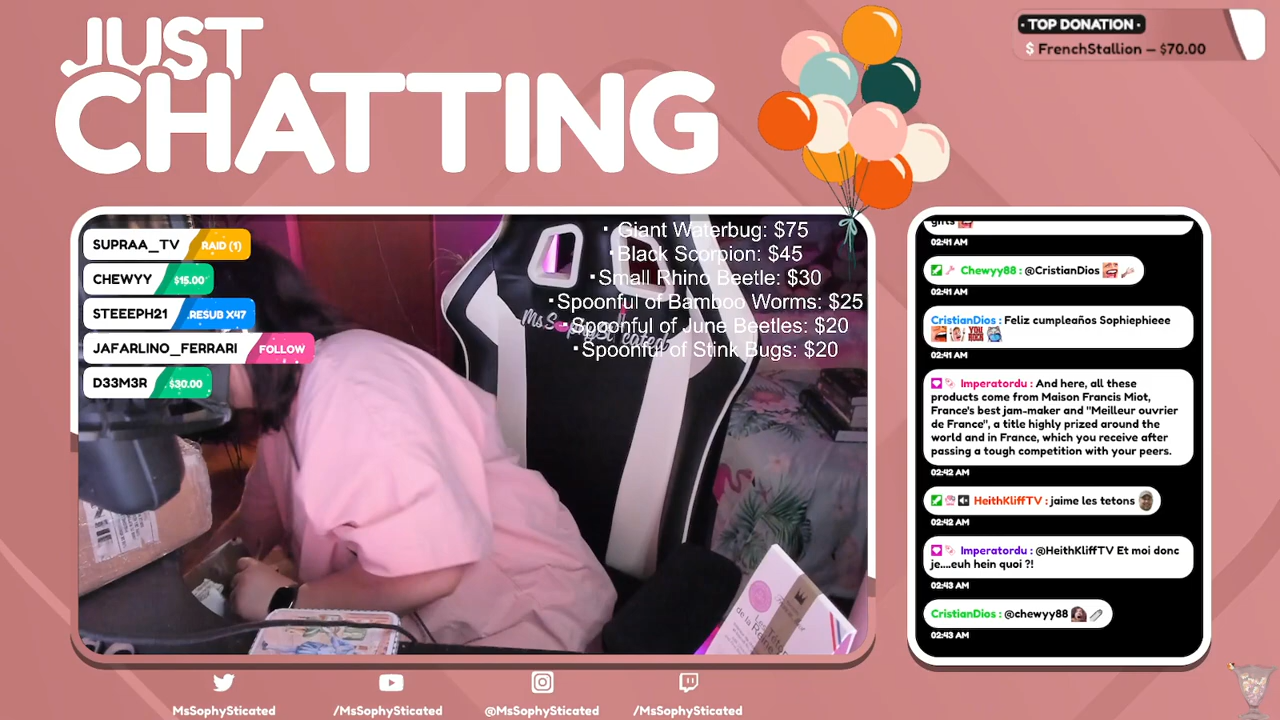 JUST
CHATTING
· TOP DONATION ·
$ FrenchStallion — $70.00
SUPRAA_TV RAID (1)
CHEWYY $15.00
STEEEPH21 RESUB X47
JAFARLINO_FERRARI FOLLOW
D33M3R $30.00
· Giant Waterbug: $75
· Black Scorpion: $45
· Small Rhino Beetle: $30
· Spoonful of Bamboo Worms: $25
· Spoonful of June Beetles: $20
· Spoonful of Stink Bugs: $20
gifts
02:41 AM
Chewyy88 : @CristianDios
02:41 AM
CristianDios : Feliz cumpleaños Sophiephieee
YOU ROCK
02:41 AM
Imperatordu : And here, all these
products come from Maison Francis Miot,
France's best jam-maker and "Meilleur ouvrier
de France", a title highly prized around the
world and in France, which you receive after
passing a tough competition with your peers.
02:42 AM
HeithKliffTV : jaime les tetons
02:42 AM
Imperatordu : @HeithKliffTV Et moi donc
je....euh hein quoi ?!
02:43 AM
CristianDios : @chewyy88
02:43 AM
de la
MsSophySticated
/MsSophySticated
@MsSophySticated
/MsSophySticated